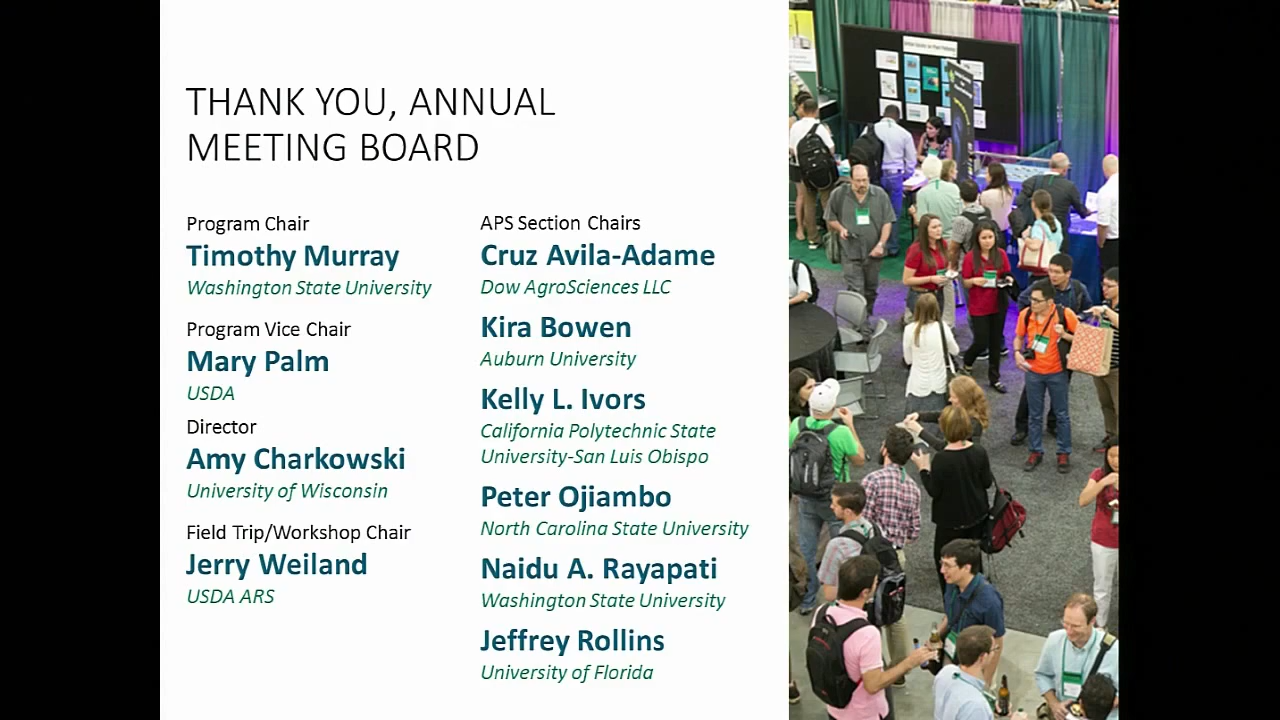 THANK YOU, ANNUAL
MEETING BOARD
Program Chair
Timothy Murray
Washington State University
Program Vice Chair
Mary Palm
USDA
Director
Amy Charkowski
University of Wisconsin
Field Trip/Workshop Chair
Jerry Weiland
USDA ARS
APS Section Chairs
Cruz Avila-Adame
Dow AgroSciences LLC
Kira Bowen
Auburn University
Kelly L. Ivors
California Polytechnic State
University-San Luis Obispo
Peter Ojiambo
North Carolina State University
Naidu A. Rayapati
Washington State University
Jeffrey Rollins
University of Florida